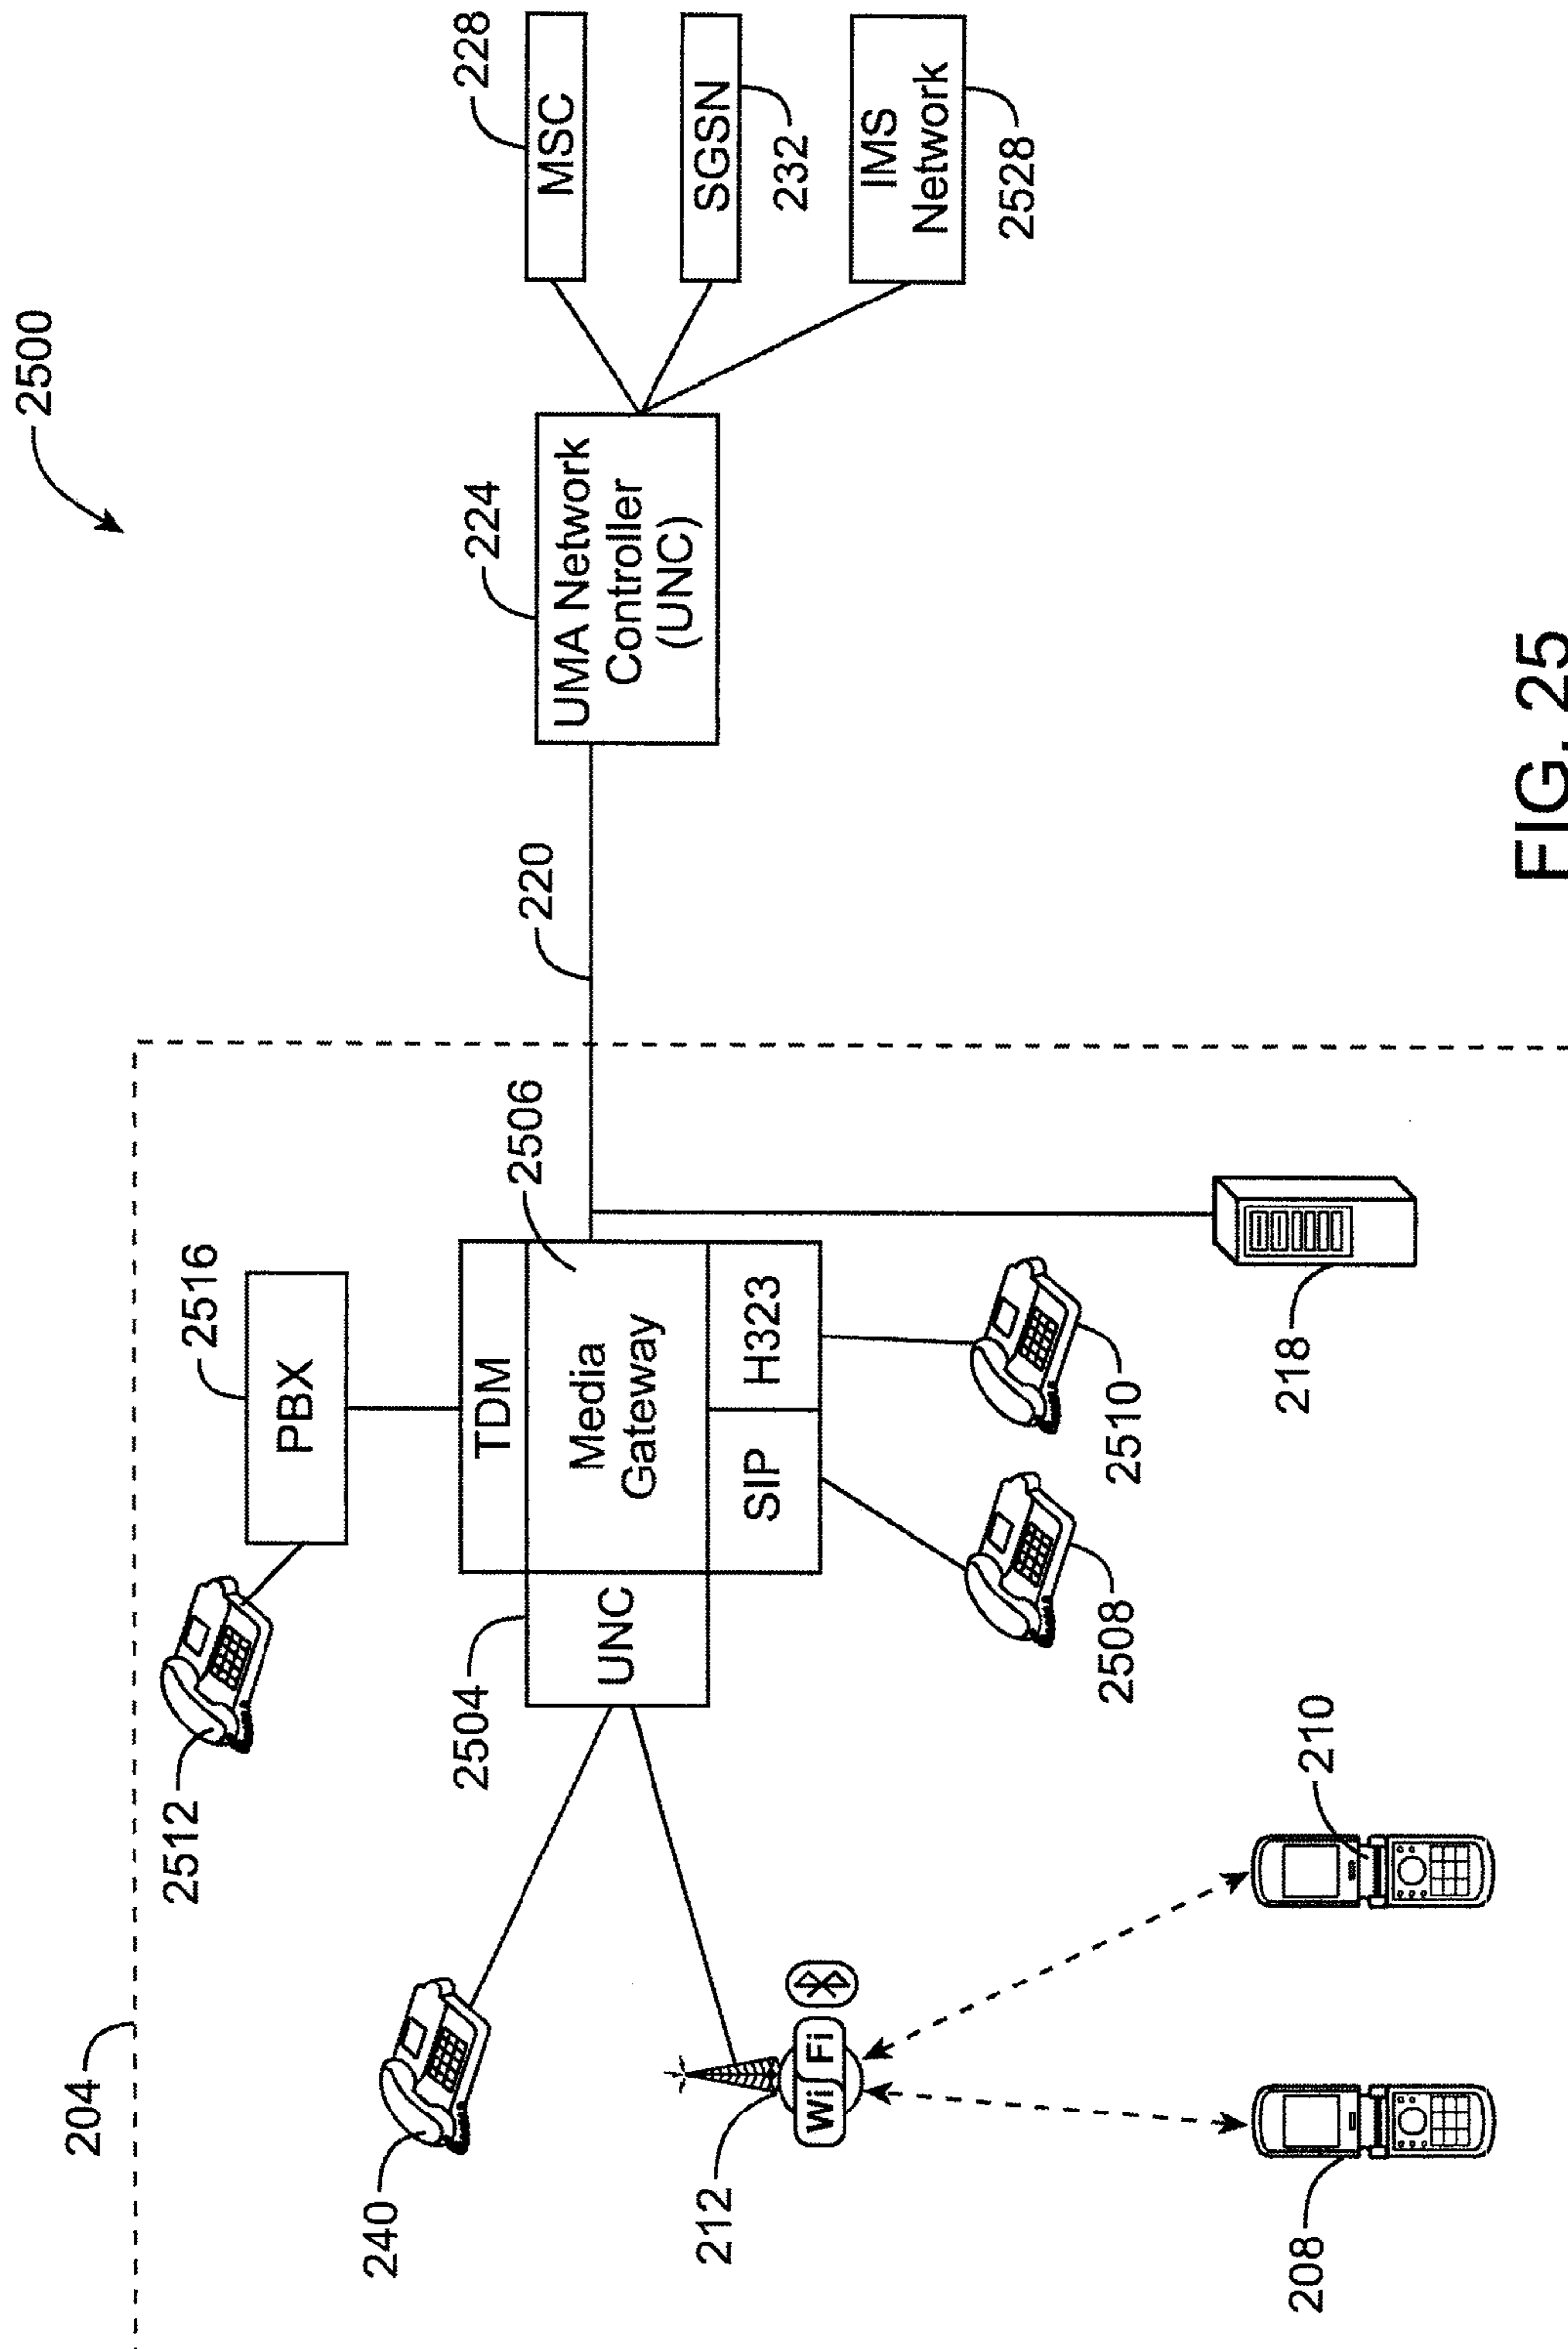 2500
204
2512
2516
PBX
240
2504
UNC
TDM
Media
Gateway
2506
SIP
H323
220
224
UMA Network
Controller
(UNC)
228
MSC
SGSN
232
IMS
Network
2528
212
Wi Fi
2508
2510
218
208
210
FIG. 25